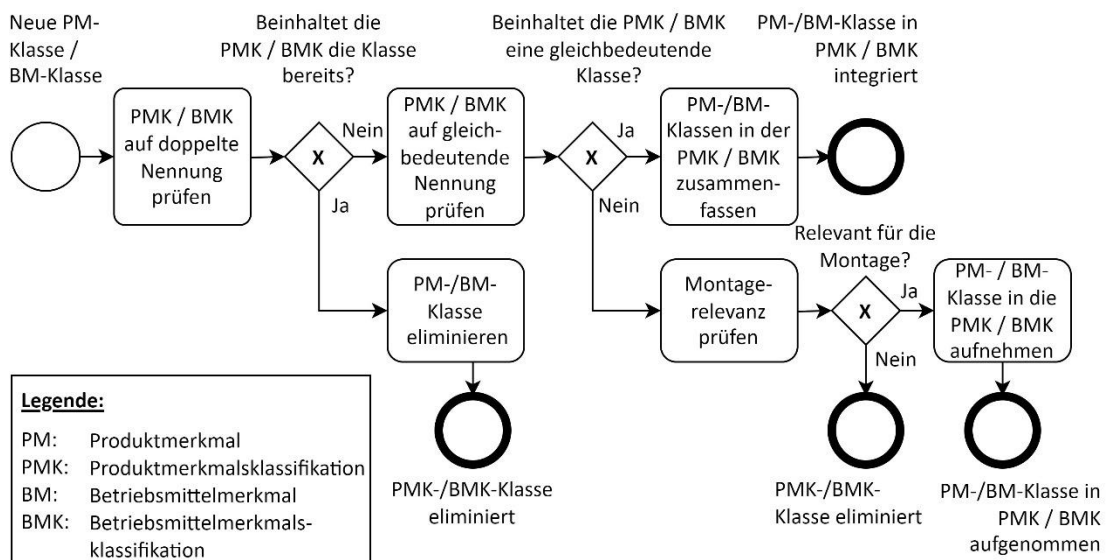 Neue PM-
Klasse /
BM-Klasse
Beinhaltet die
PMK / BMK die Klasse
bereits?
Beinhaltet die PMK / BMK
eine gleichbedeutende
Klasse?
PM-/BM-Klasse in
PMK / BMK
integriert
PMK / BMK
auf doppelte
Nennung
prüfen
X
Nein
Ja
PMK / BMK
auf gleich-
bedeutende
Nennung
prüfen
X
Ja
Nein
PM-/BM-
Klassen in der
PMK / BMK
zusammen-
fassen
PM-/BM-
Klasse
eliminieren
Montage-
relevanz
prüfen
Relevant für die
Montage?
X
Ja
Nein
PM- / BM-
Klasse in die
PMK / BMK
aufnehmen
PMK-/BMK-Klasse
eliminiert
PMK-/BMK-
Klasse eliminiert
PM-/BM-Klasse in
PMK / BMK
aufgenommen
Legende:
PM: Produktmerkmal
PMK: Produktmerkmalsklassifikation
BM: Betriebsmittelmerkmal
BMK: Betriebsmittelmerkmals-
klassifikation